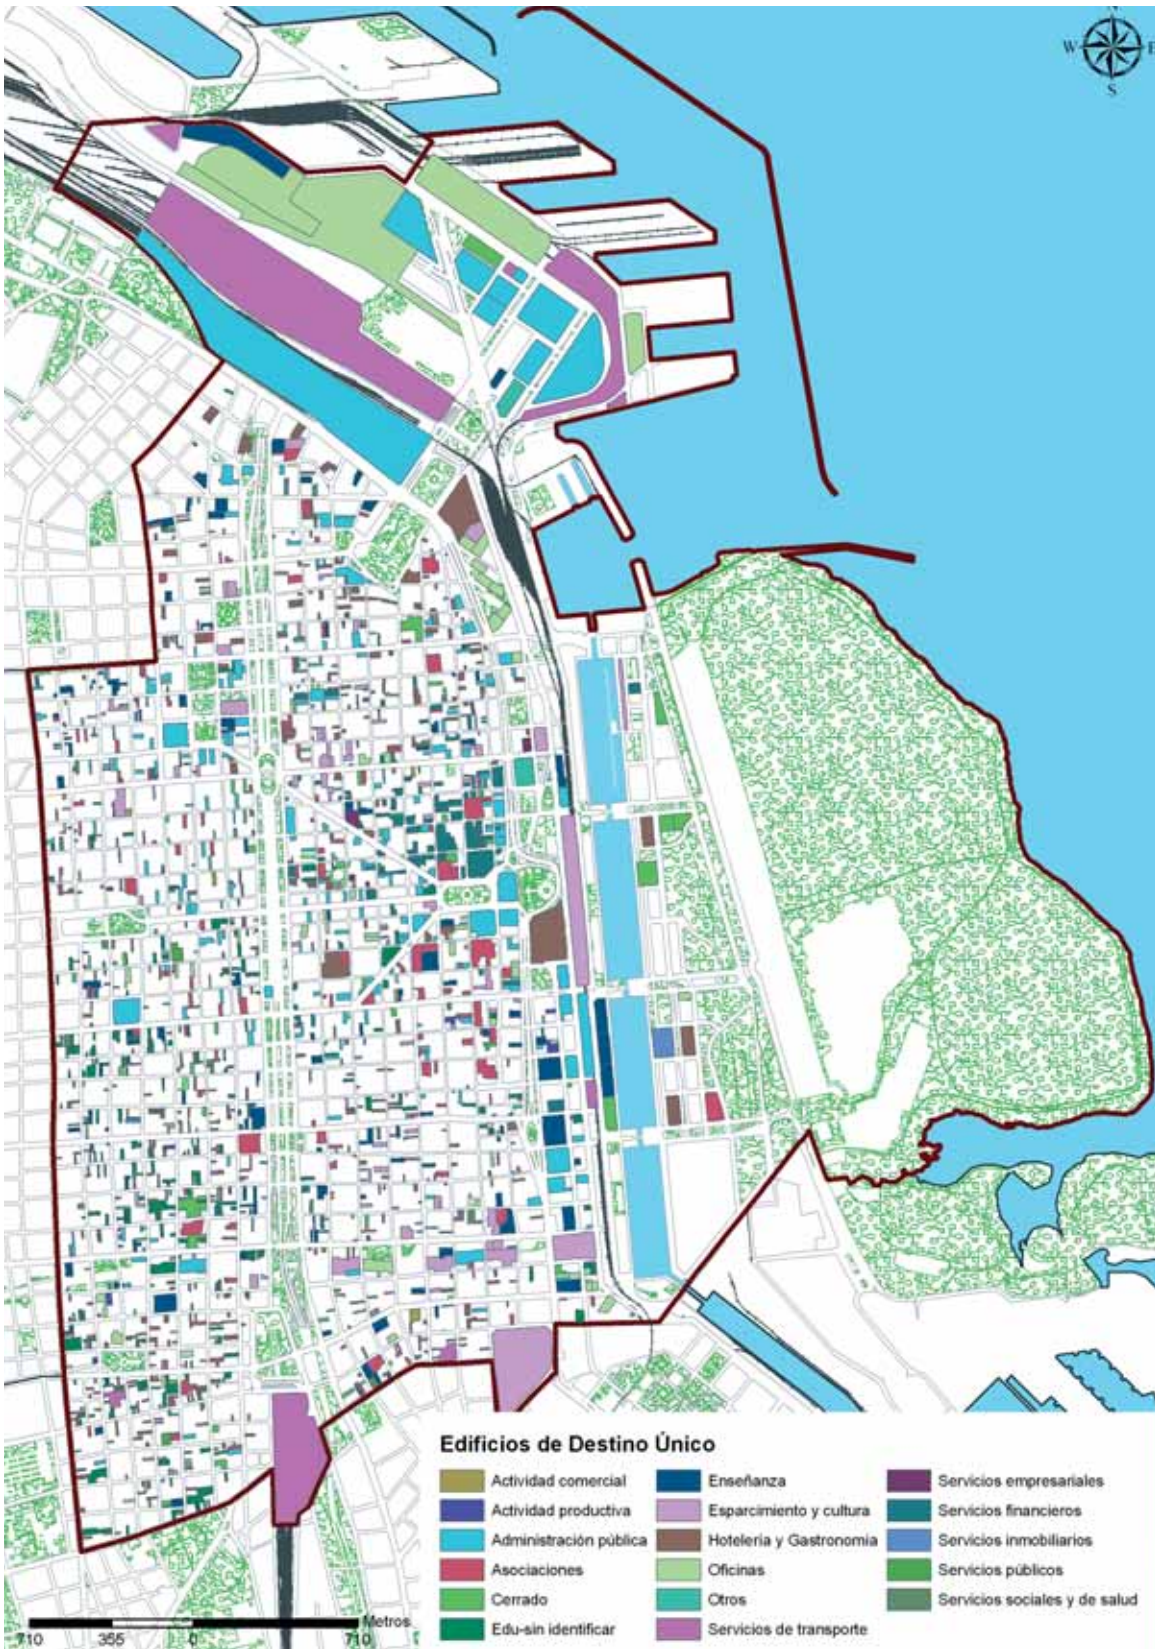 N
W E
S
Edificios de Destino Único
Actividad comercial
Actividad productiva
Administración pública
Asociaciones
Cerrado
Edu-sin identificar
Enseñanza
Esparcimiento y cultura
Hotelería y Gastronomía
Oficinas
Otros
Servicios de transporte
Servicios empresariales
Servicios financieros
Servicios inmobiliarios
Servicios públicos
Servicios sociales y de salud
Metros
710 355 0 710